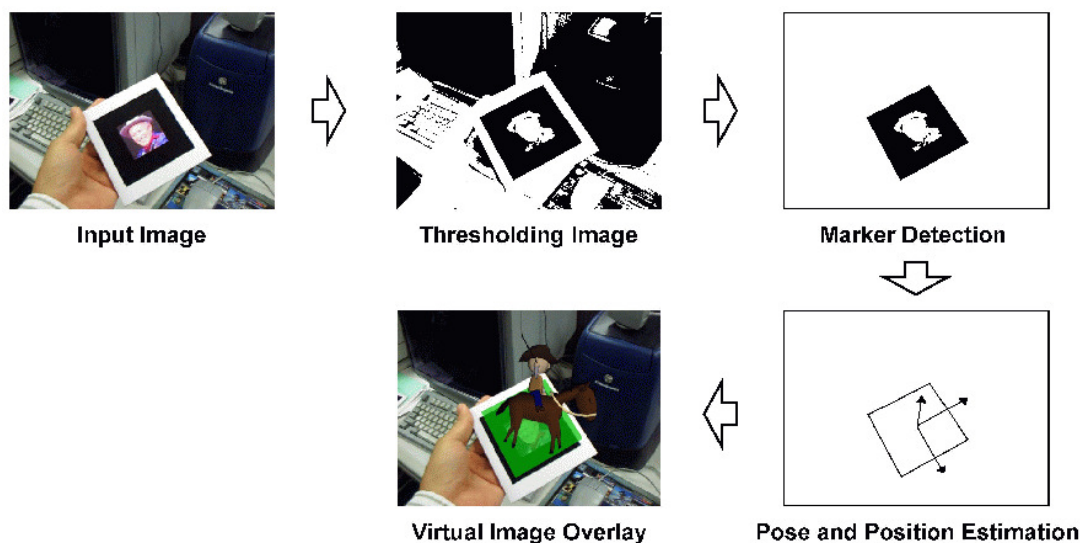 Input Image
Thresholding Image
Marker Detection
Virtual Image Overlay
Pose and Position Estimation